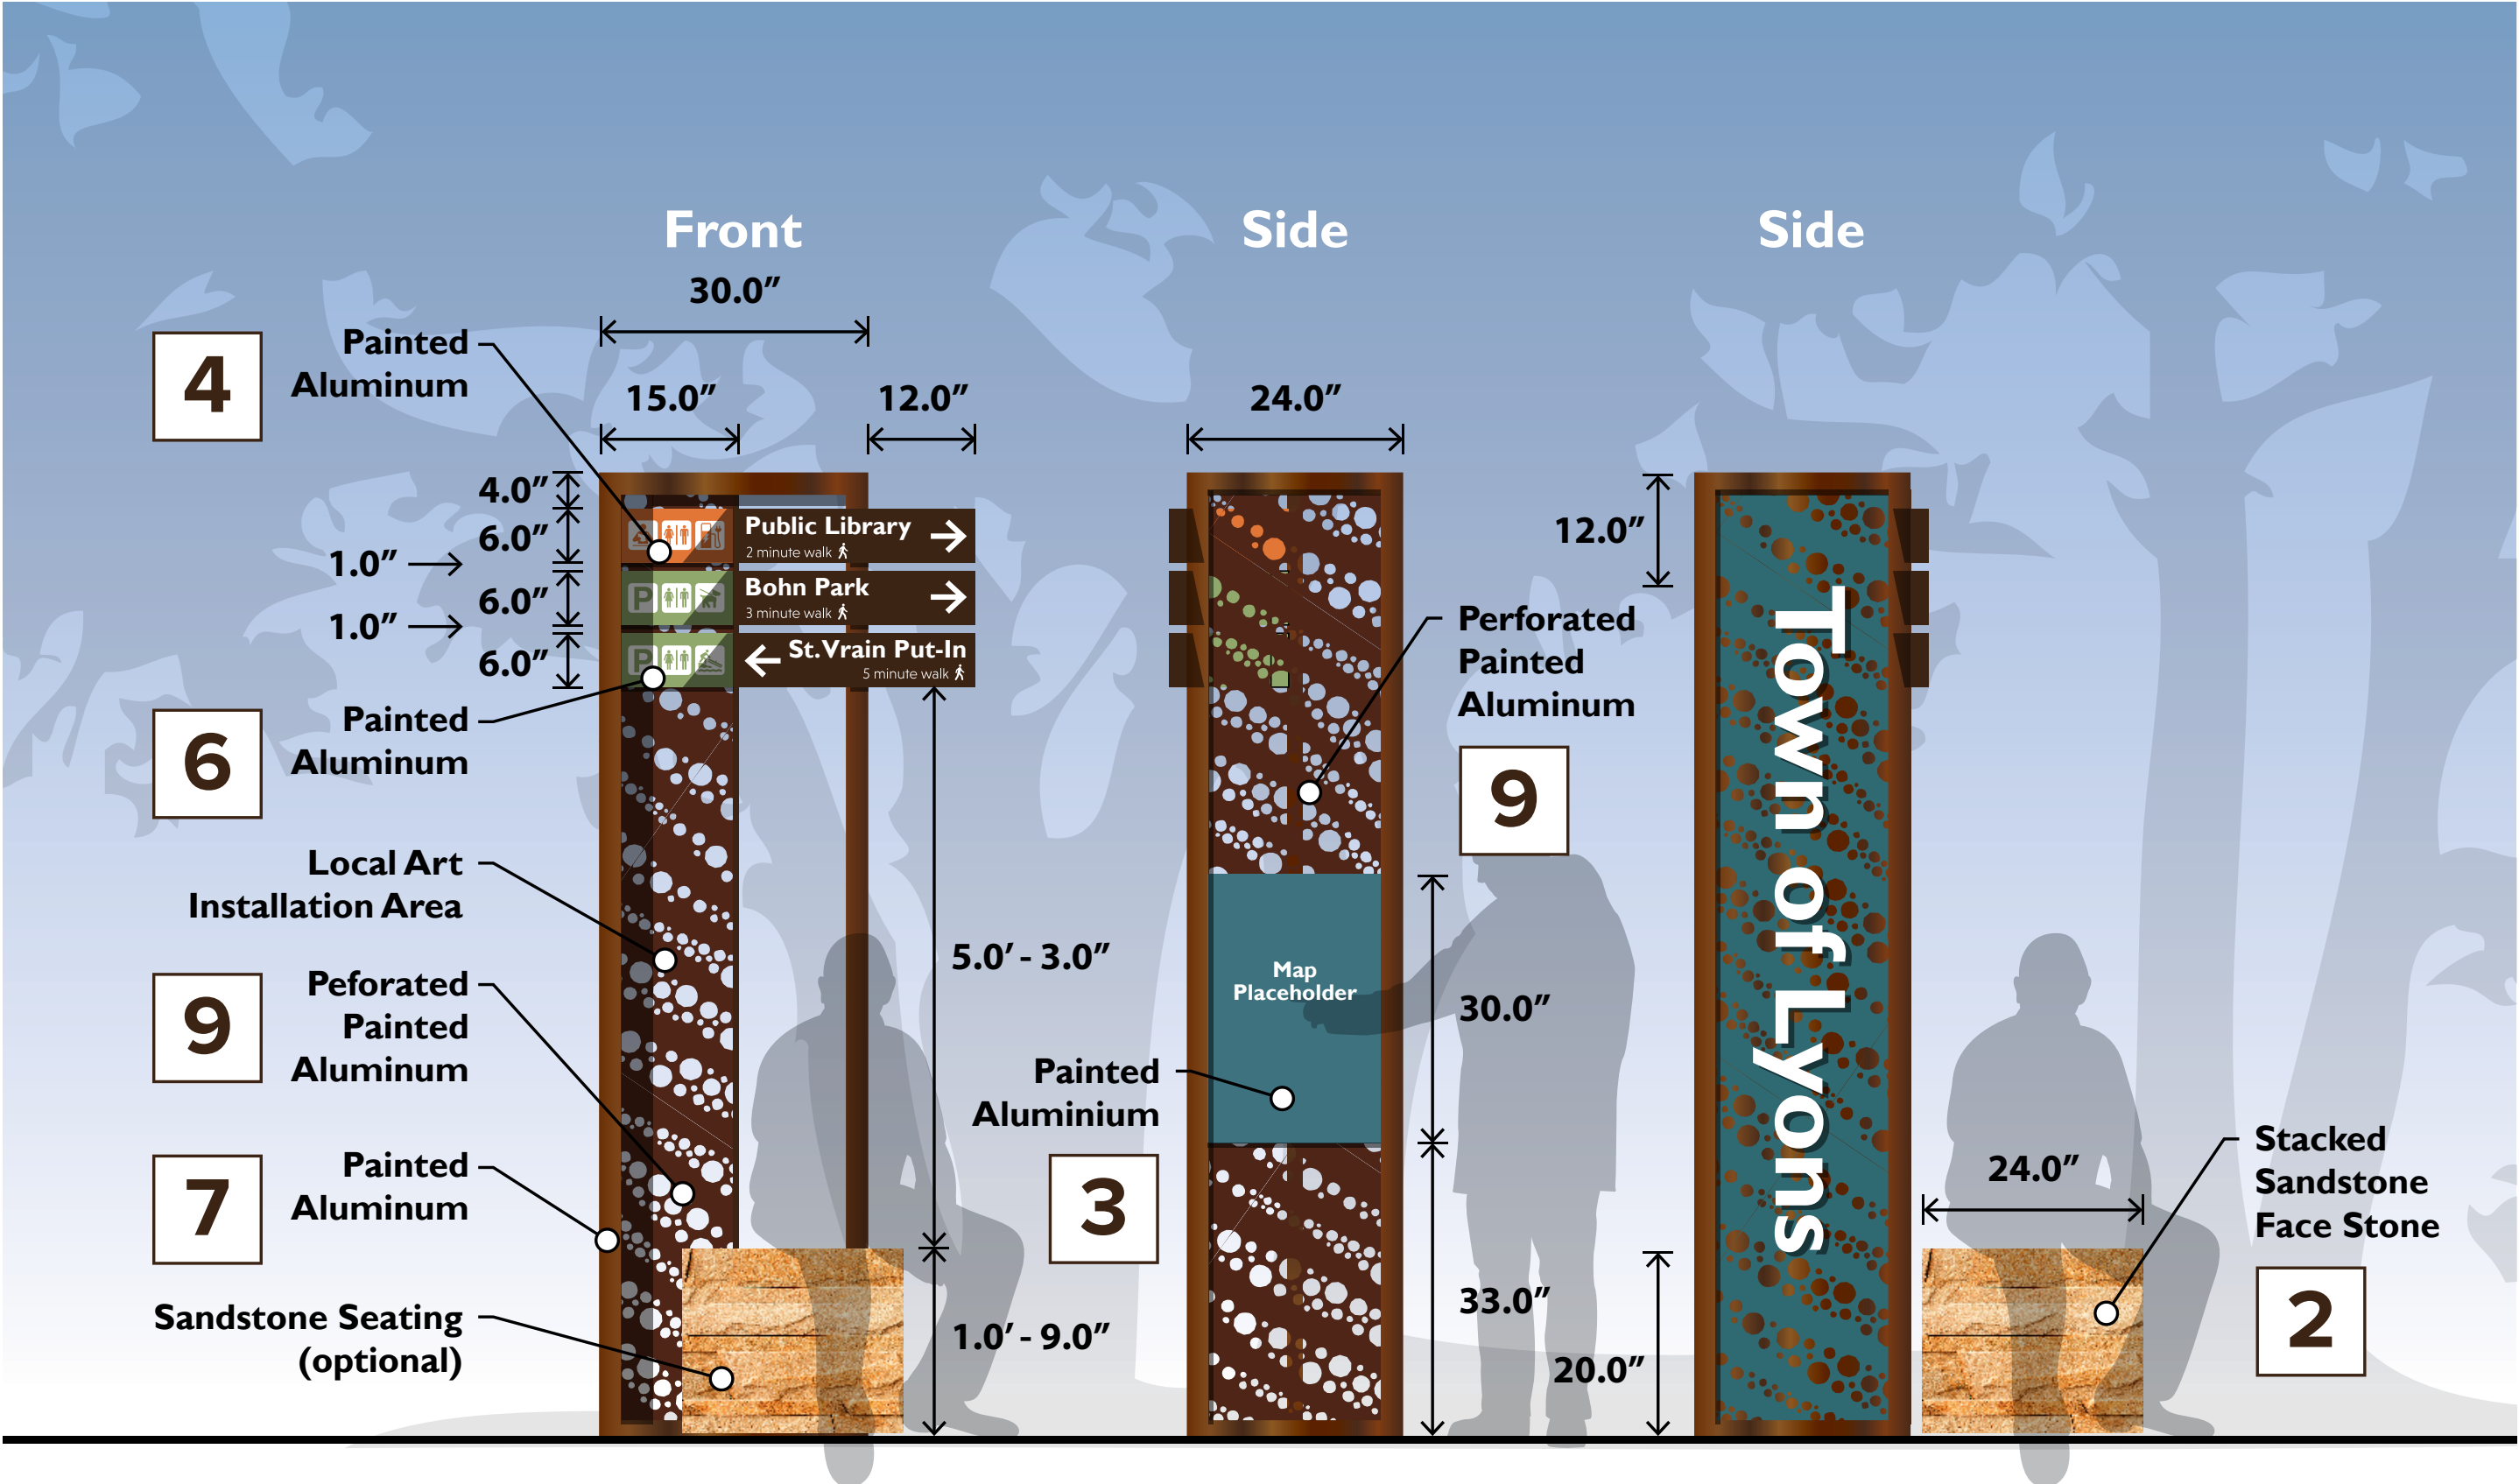 Front
Side
Side
30.0”
15.0”
12.0”
24.0”
4
Painted
Aluminum
4.0”
6.0”
1.0”
6.0”
1.0”
6.0”
Public Library
2 minute walk
P
Bohn Park
3 minute walk
P
St. Vrain Put-In
5 minute walk
6
Painted
Aluminum
Local Art
Installation Area
9
Peforated
Painted
Aluminum
7
Painted
Aluminum
Sandstone Seating
(optional)
5.0’ - 3.0”
1.0’ - 9.0”
Perforated
Painted
Aluminum
9
Map
Placeholder
Painted
Aluminium
3
30.0”
33.0”
12.0”
20.0”
Town of Lyons
24.0”
Stacked
Sandstone
Face Stone
2